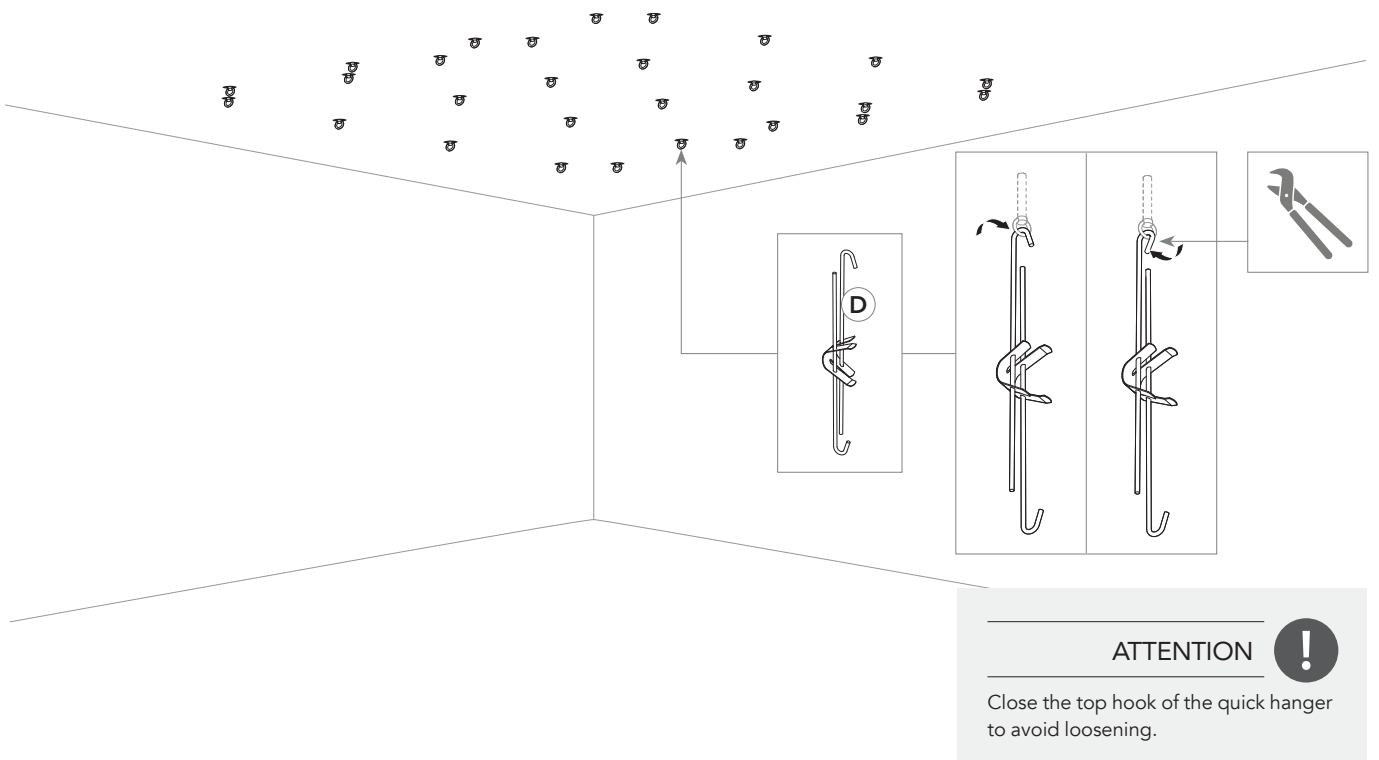 D
ATTENTION
!
Close the top hook of the quick hanger
to avoid loosening.